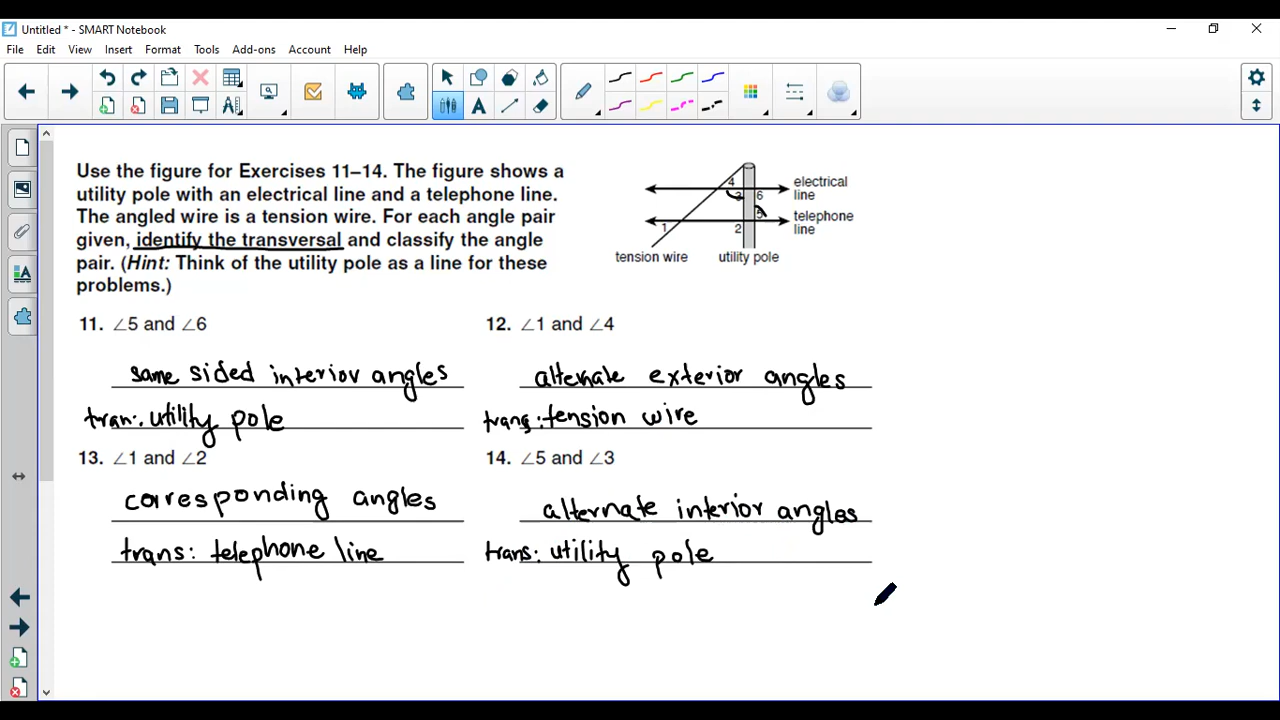 Untitled * - SMART Notebook
File Edit View Insert Format Tools Add-ons Account Help
Use the figure for Exercises 11–14. The figure shows a
utility pole with an electrical line and a telephone line.
The angled wire is a tension wire. For each angle pair
given, identify the transversal and classify the angle
pair. (Hint: Think of the utility pole as a line for these
problems.)
4
3 6
electrical
line
5
telephone
line
1 2
tension wire utility pole
11. ∠5 and ∠6
same sided interior angles
tran: utility pole
12. ∠1 and ∠4
alternate exterior angles
trans: tension wire
13. ∠1 and ∠2
corresponding angles
trans: telephone line
14. ∠5 and ∠3
alternate interior angles
trans: utility pole